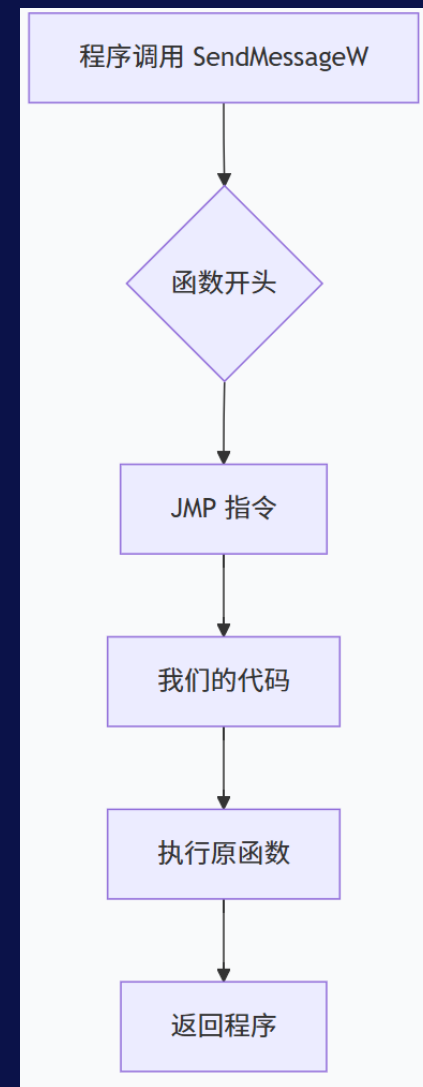 程序调用 SendMessageW
函数开头
JMP 指令
我们的代码
执行原函数
返回程序